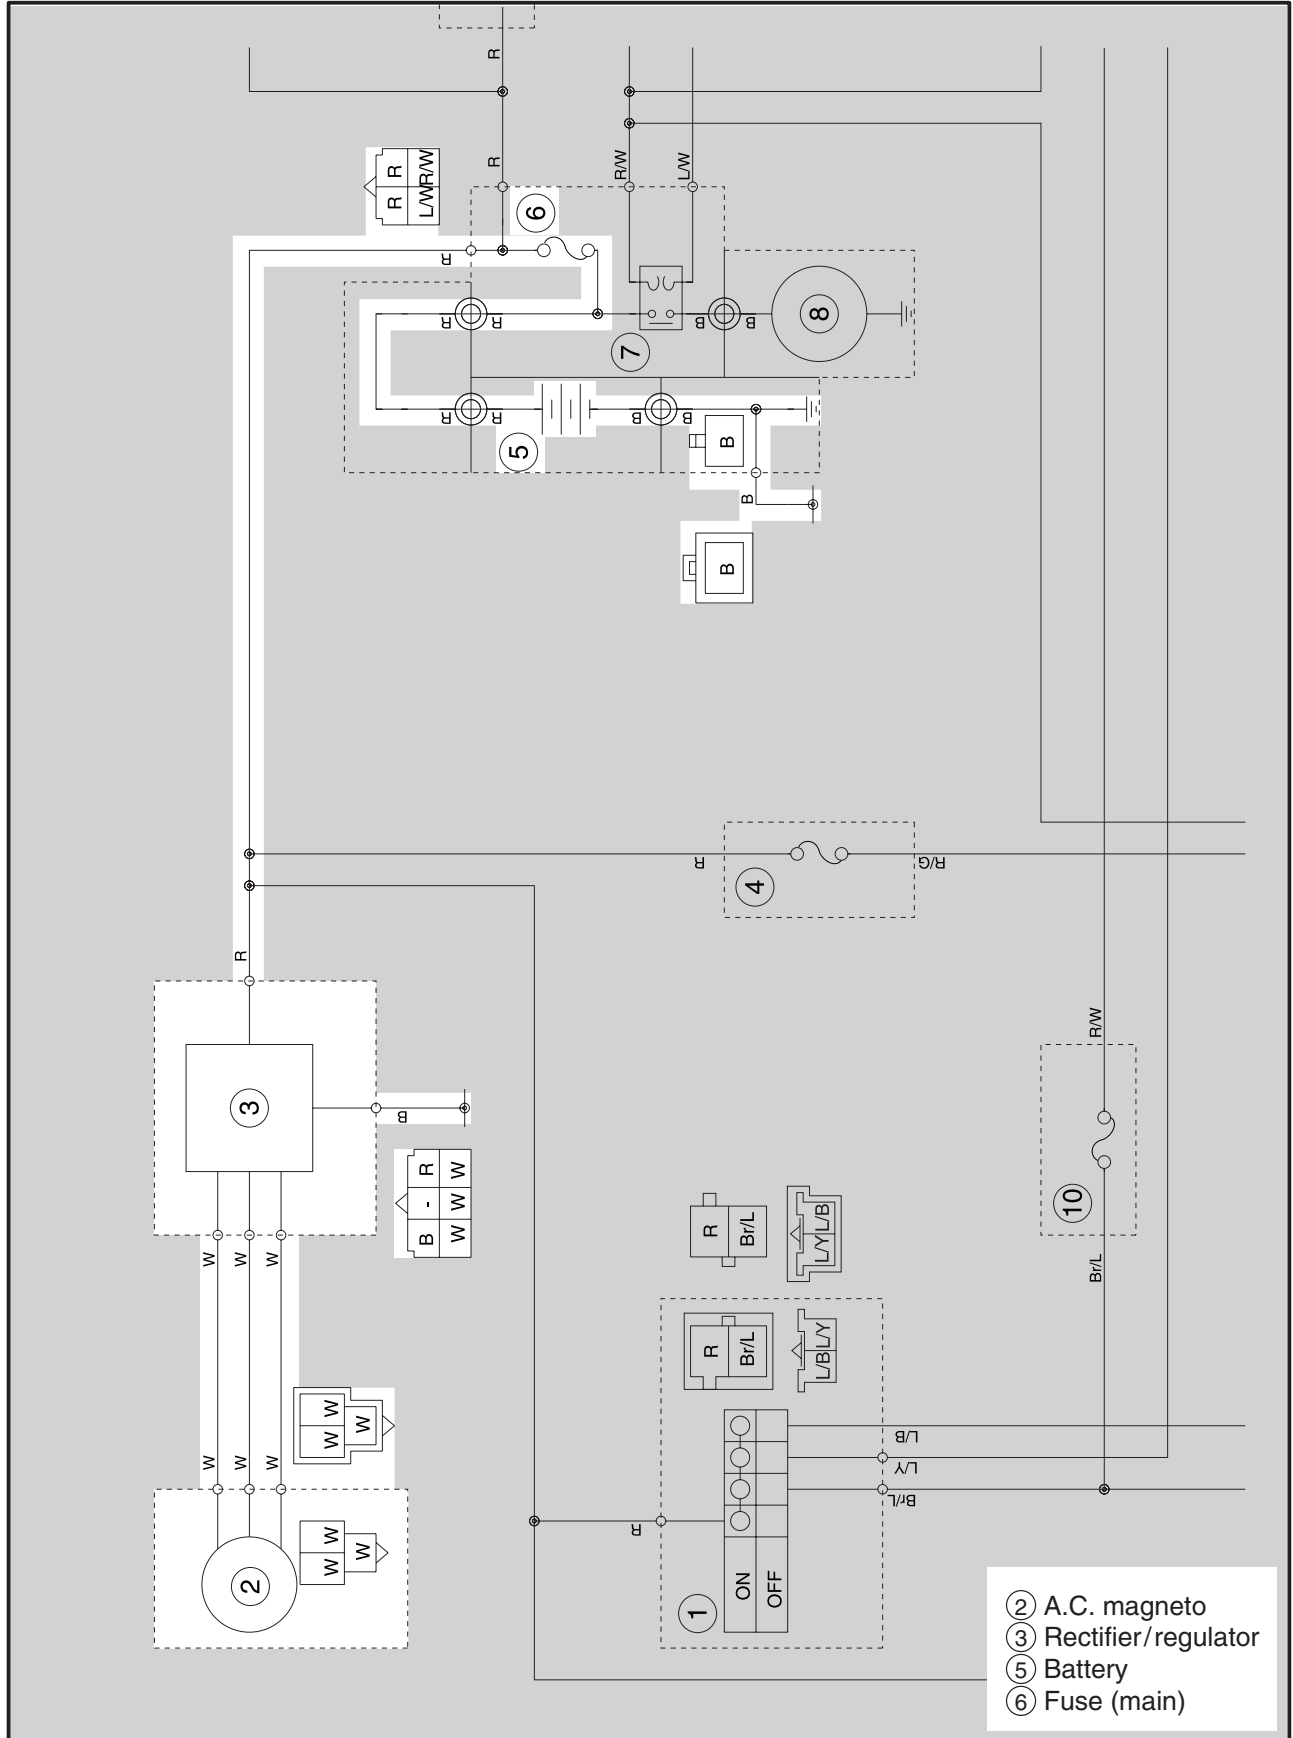 R
R
R/W
L/W
R R
L/W R/W
6
R
R
R
7
B
B
8
R
R
B
B
5
B
B
B
R
4
R/G
R
3
B
B - R
W W W
R/W
10
Br/L
W
W
W
W
W
W
W W
W
W W
W
2
R
Br/L
L/Y L/B
R
Br/L
L/B L/Y
L/B
L/Y
Br/L
R
1
ON
OFF
2 A.C. magneto
3 Rectifier/regulator
5 Battery
6 Fuse (main)